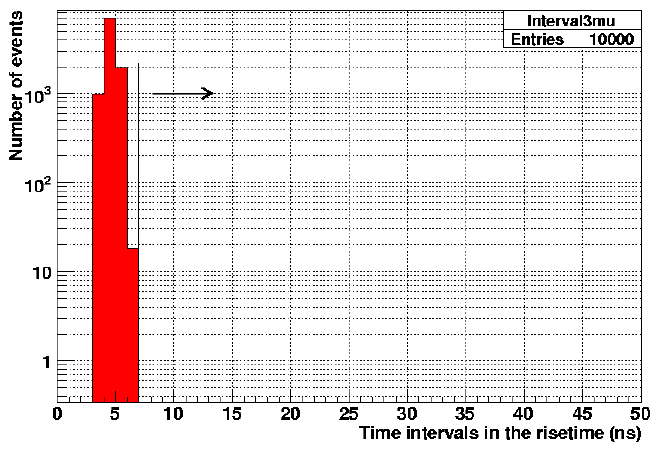 Interval3mu
Entries 10000
Number of events
10³
10²
10
1
0 5 10 15 20 25 30 35 40 45 50
Time intervals in the risetime (ns)